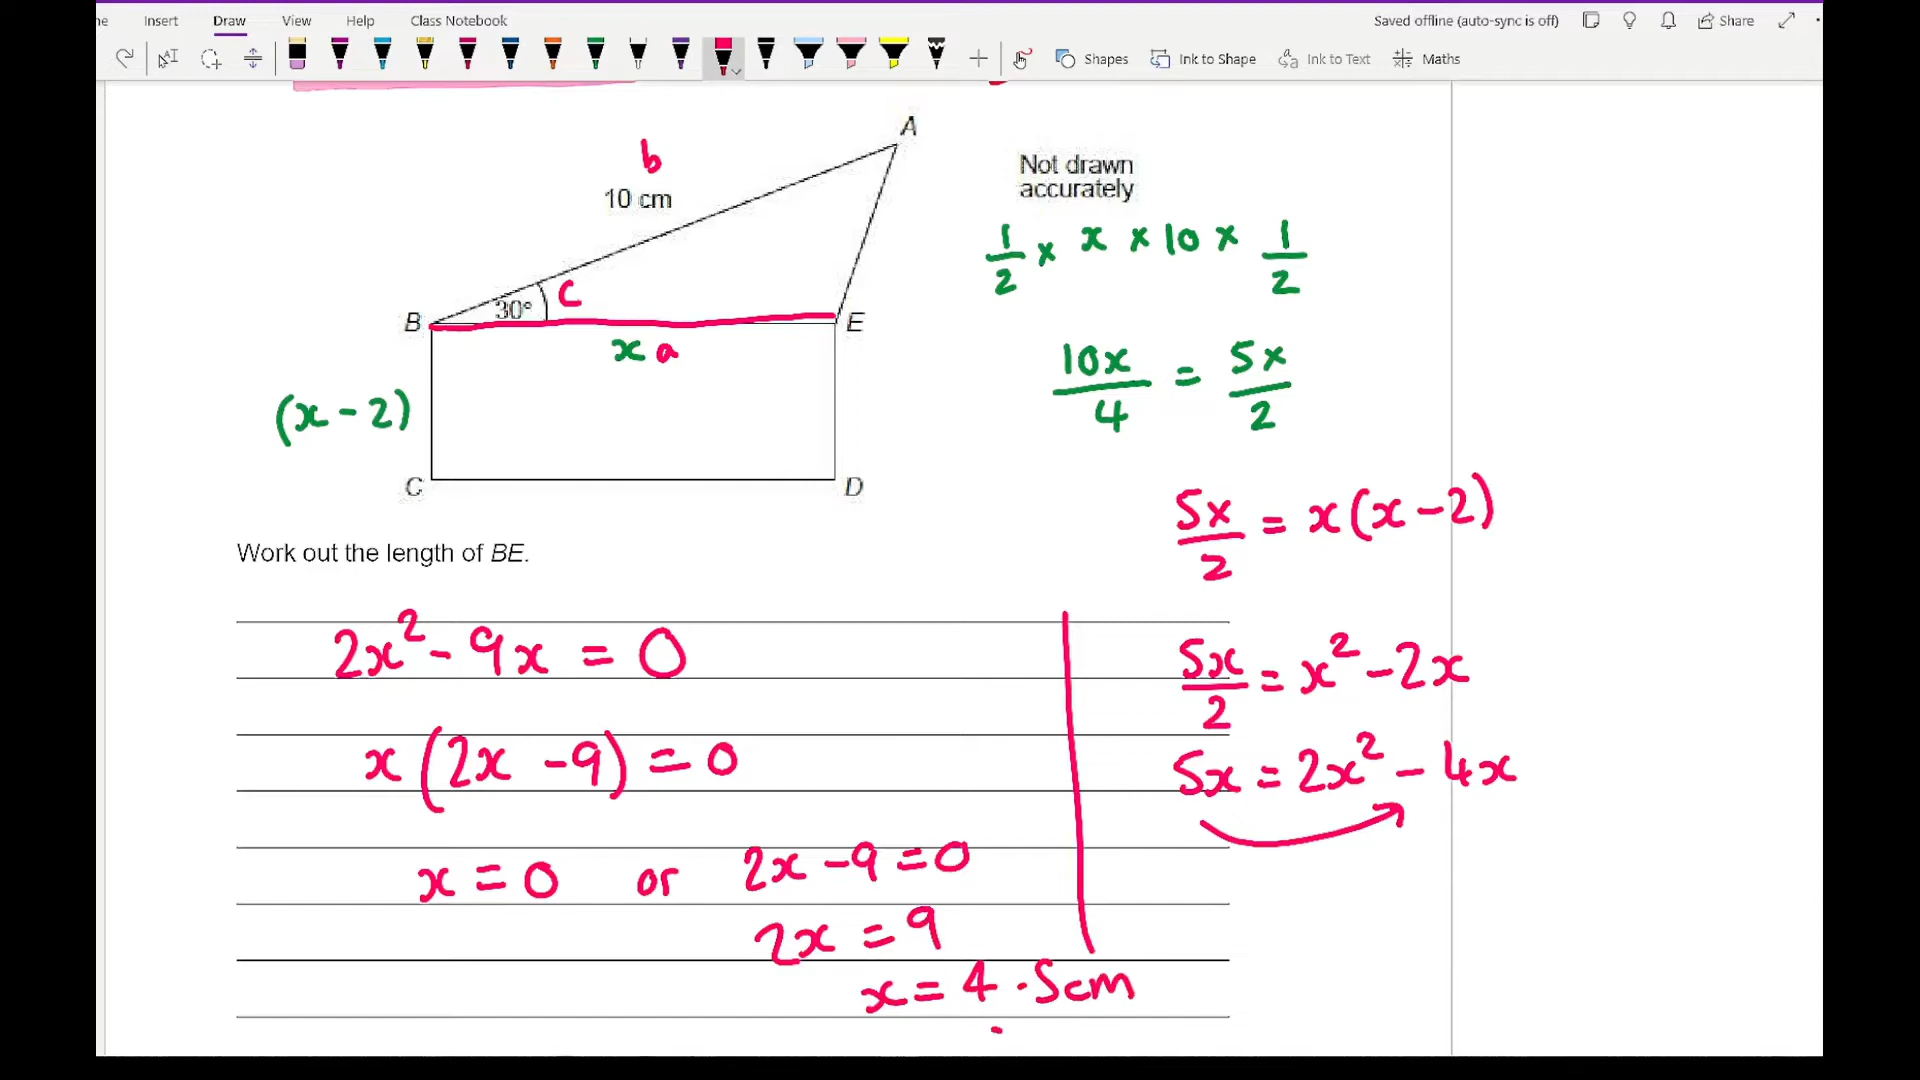 Insert Draw View Help Class Notebook Saved offline (auto-sync is off) Share
Shapes Ink to Shape Ink to Text Maths
A
b
10 cm
Not drawn
accurately
1/2 × x × 10 × 1/2
30° c
B E
x a
10x/4 = 5x/2
(x - 2)
C D
5x/2 = x(x - 2)
Work out the length of BE.
2x² - 9x = 0
5x/2 = x² - 2x
x(2x - 9) = 0
5x = 2x² - 4x
x = 0 or 2x - 9 = 0
2x = 9
x = 4.5cm